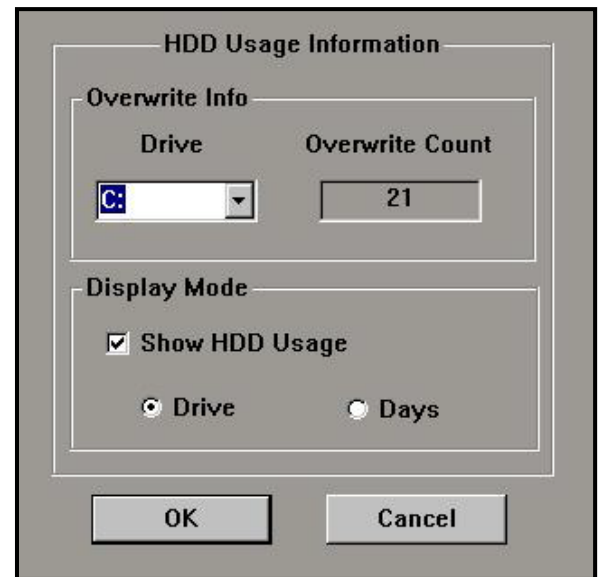 HDD Usage Information
Overwrite Info
Drive Overwrite Count
C: 21
Display Mode
Show HDD Usage
Drive Days
OK Cancel